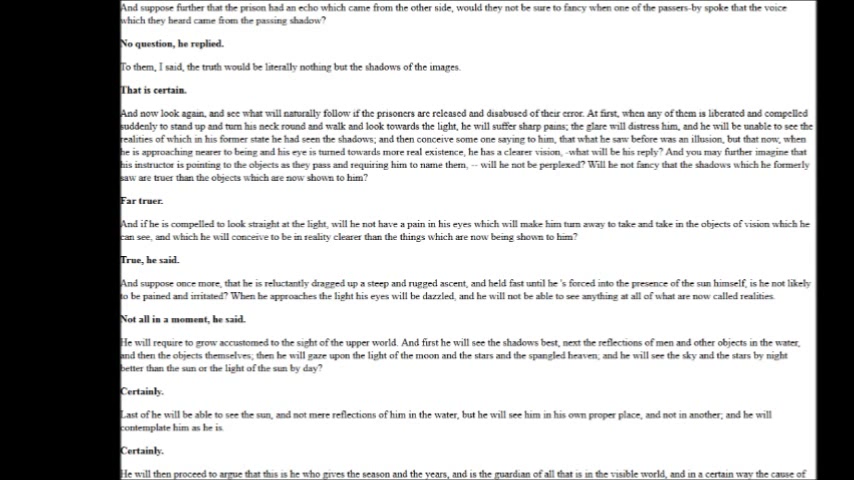 And suppose further that the prison had an echo which came from the other side, would they not be sure to fancy when one of the passers-by spoke that the voice
which they heard came from the passing shadow?
No question, he replied.
To them, I said, the truth would be literally nothing but the shadows of the images.
That is certain.
And now look again, and see what will naturally follow if the prisoners are released and disabused of their error. At first, when any of them is liberated and compelled
suddenly to stand up and turn his neck round and walk and look towards the light, he will suffer sharp pains; the glare will distress him, and he will be unable to see the
realities of which in his former state he had seen the shadows; and then conceive some one saying to him, that what he saw before was an illusion, but that now, when
he is approaching nearer to being and his eye is turned towards more real existence, he has a clearer vision, -what will be his reply? And you may further imagine that
his instructor is pointing to the objects as they pass and requiring him to name them, -- will he not be perplexed? Will he not fancy that the shadows which he formerly
saw are truer than the objects which are now shown to him?
Far truer.
And if he is compelled to look straight at the light, will he not have a pain in his eyes which will make him turn away to take and take in the objects of vision which he
can see, and which he will conceive to be in reality clearer than the things which are now being shown to him?
True, he said.
And suppose once more, that he is reluctantly dragged up a steep and rugged ascent, and held fast until he 's forced into the presence of the sun himself, is he not likely
to be pained and irritated? When he approaches the light his eyes will be dazzled, and he will not be able to see anything at all of what are now called realities.
Not all in a moment, he said.
He will require to grow accustomed to the sight of the upper world. And first he will see the shadows best, next the reflections of men and other objects in the water,
and then the objects themselves; then he will gaze upon the light of the moon and the stars and the spangled heaven; and he will see the sky and the stars by night
better than the sun or the light of the sun by day?
Certainly.
Last of he will be able to see the sun, and not mere reflections of him in the water, but he will see him in his own proper place, and not in another; and he will
contemplate him as he is.
Certainly.
He will then proceed to argue that this is he who gives the season and the years, and is the guardian of all that is in the visible world, and in a certain way the cause of